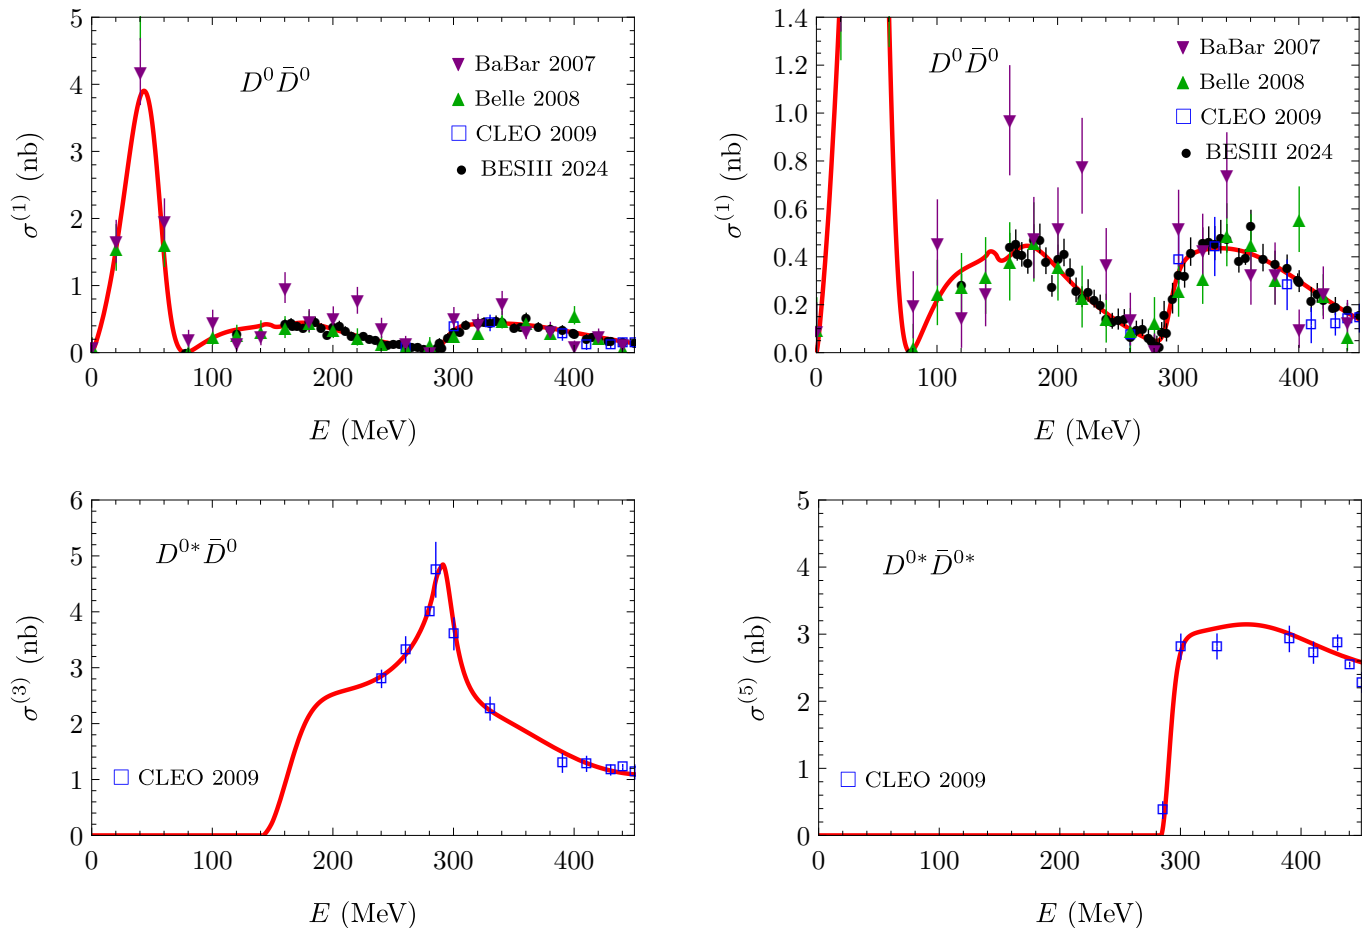 D⁰D̄⁰
BaBar 2007
Belle 2008
CLEO 2009
BESIII 2024
σ⁽¹⁾ (nb)
5
4
3
2
1
0
0 100 200 300 400
E (MeV)
D⁰D̄⁰
BaBar 2007
Belle 2008
CLEO 2009
BESIII 2024
σ⁽¹⁾ (nb)
1.4
1.2
1.0
0.8
0.6
0.4
0.2
0.0
0 100 200 300 400
E (MeV)
D⁰*D̄⁰
CLEO 2009
σ⁽³⁾ (nb)
6
5
4
3
2
1
0
0 100 200 300 400
E (MeV)
D⁰*D̄⁰*
CLEO 2009
σ⁽⁵⁾ (nb)
5
4
3
2
1
0
0 100 200 300 400
E (MeV)